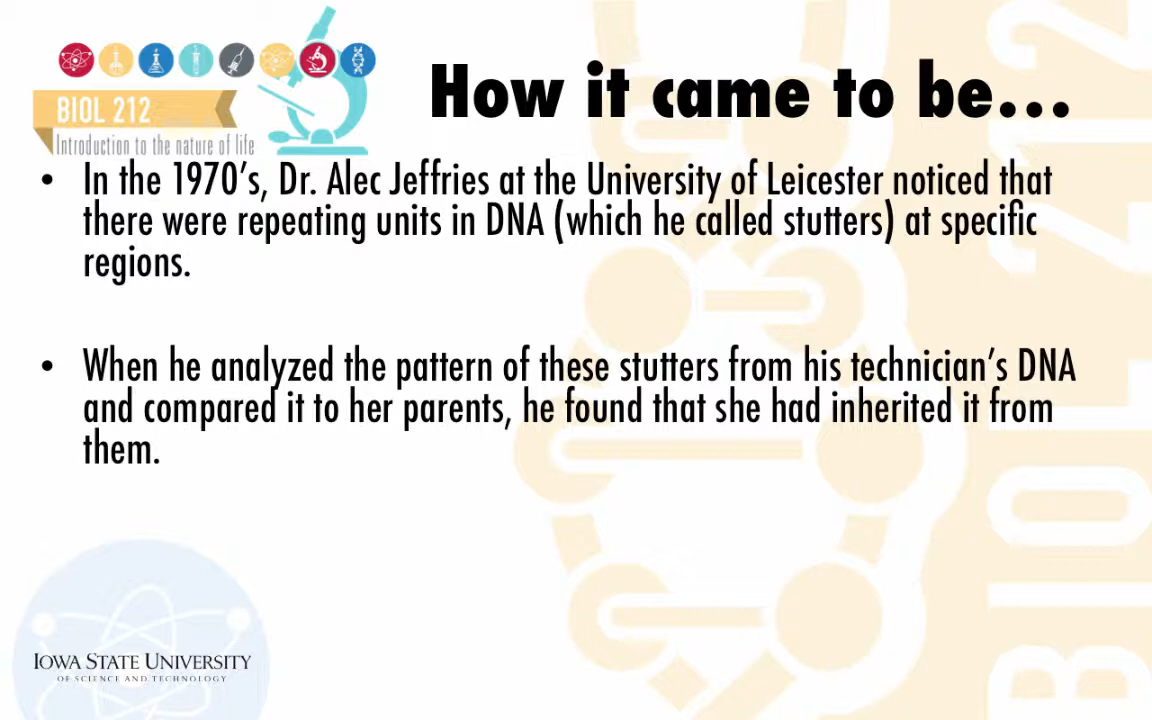 BIOL 212
Introduction to the nature of life
How it came to be...
• In the 1970’s, Dr. Alec Jeffries at the University of Leicester noticed that
there were repeating units in DNA (which he called stutters) at specific
regions.
• When he analyzed the pattern of these stutters from his technician’s DNA
and compared it to her parents, he found that she had inherited it from
them.
BIOL 212
IOWA STATE UNIVERSITY
OF SCIENCE AND TECHNOLOGY